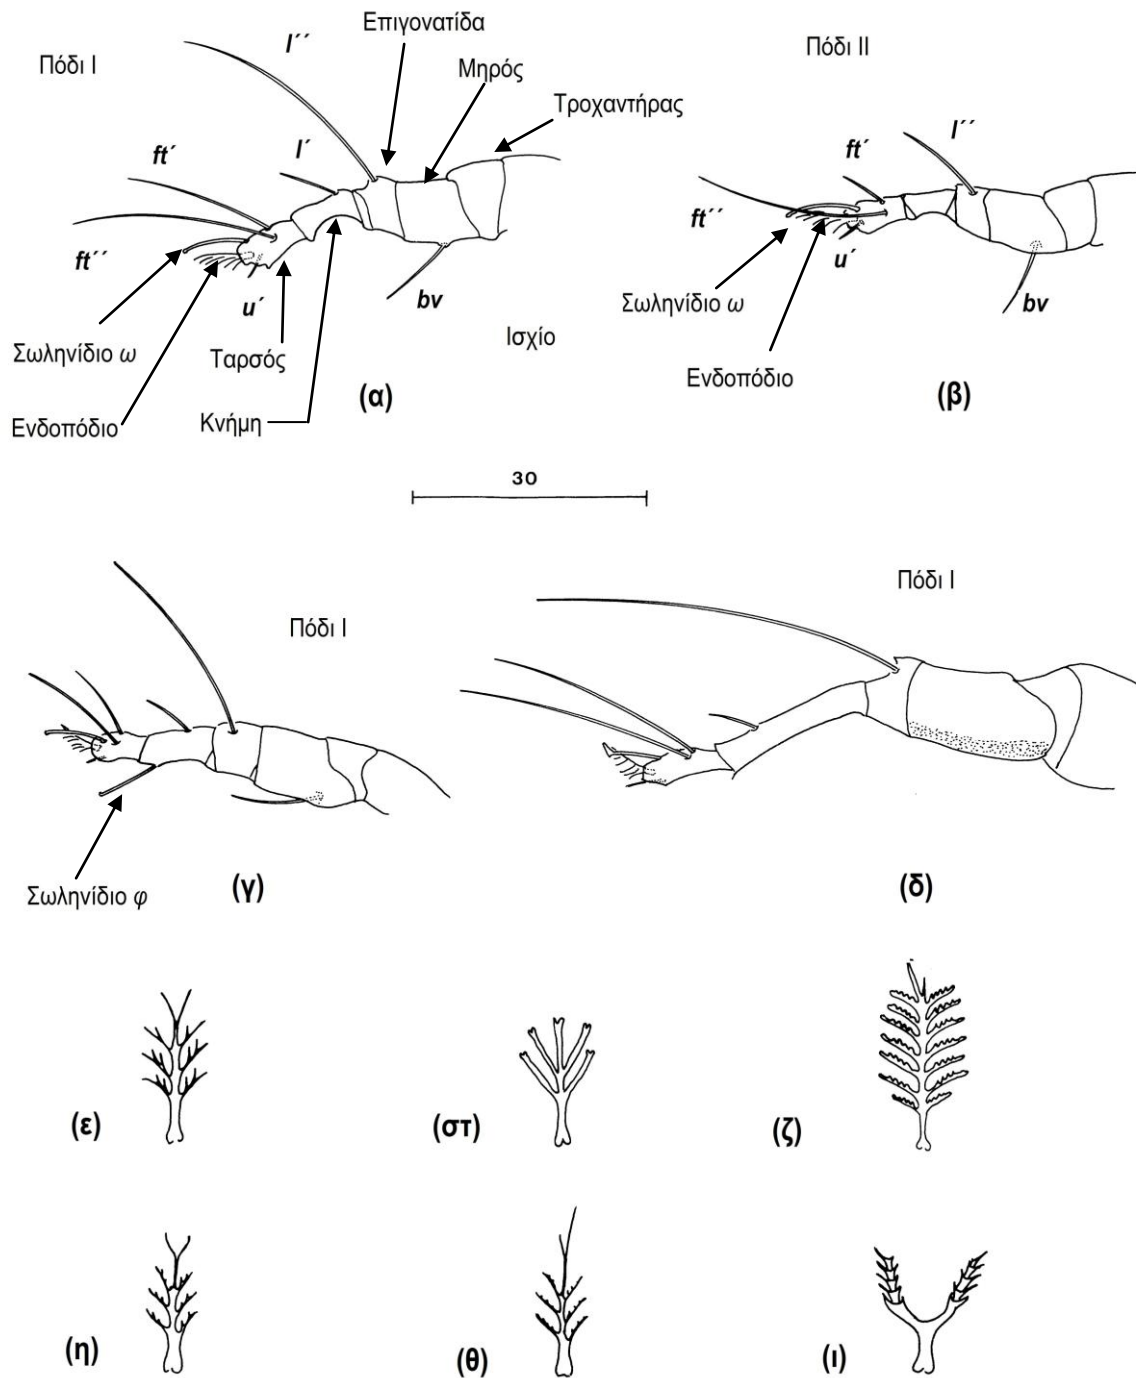 Πόδι I
l´´
Επιγονατίδα
Μηρός
Τροχαντήρας
ft´
l´
ft´´
u´
bv
Σωληνίδιο ω
Ταρσός
Ισχίο
Ενδοπόδιο
Κνήμη
(α)
Πόδι II
l´´
ft´
ft´´
u´
Σωληνίδιο ω
bv
Ενδοπόδιο
(β)
30
Πόδι I
Σωληνίδιο φ
(γ)
Πόδι I
(δ)
(ε)
(στ)
(ζ)
(η)
(θ)
(ι)